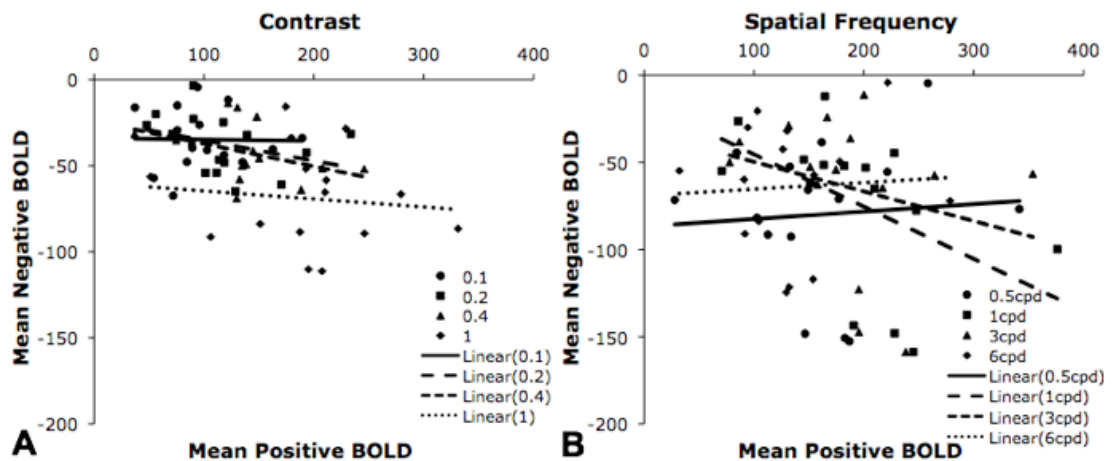 Contrast
0 100 200 300 400
0
-50
-100
-150
-200
Mean Negative BOLD
0.1
0.2
0.4
1
Linear(0.1)
Linear(0.2)
Linear(0.4)
Linear(1)
A
Mean Positive BOLD
Spatial Frequency
0 100 200 300 400
0
-50
-100
-150
-200
Mean Negative BOLD
0.5cpd
1cpd
3cpd
6cpd
Linear(0.5cpd)
Linear(1cpd)
Linear(3cpd)
Linear(6cpd)
B
Mean Positive BOLD